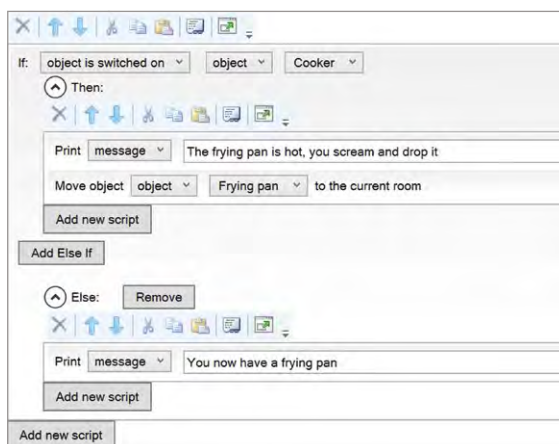 If: object is switched on object Cooker
Then:
Print message The frying pan is hot, you scream and drop it
Move object object Frying pan to the current room
Add new script
Add Else If
Else: Remove
Print message You now have a frying pan
Add new script
Add new script